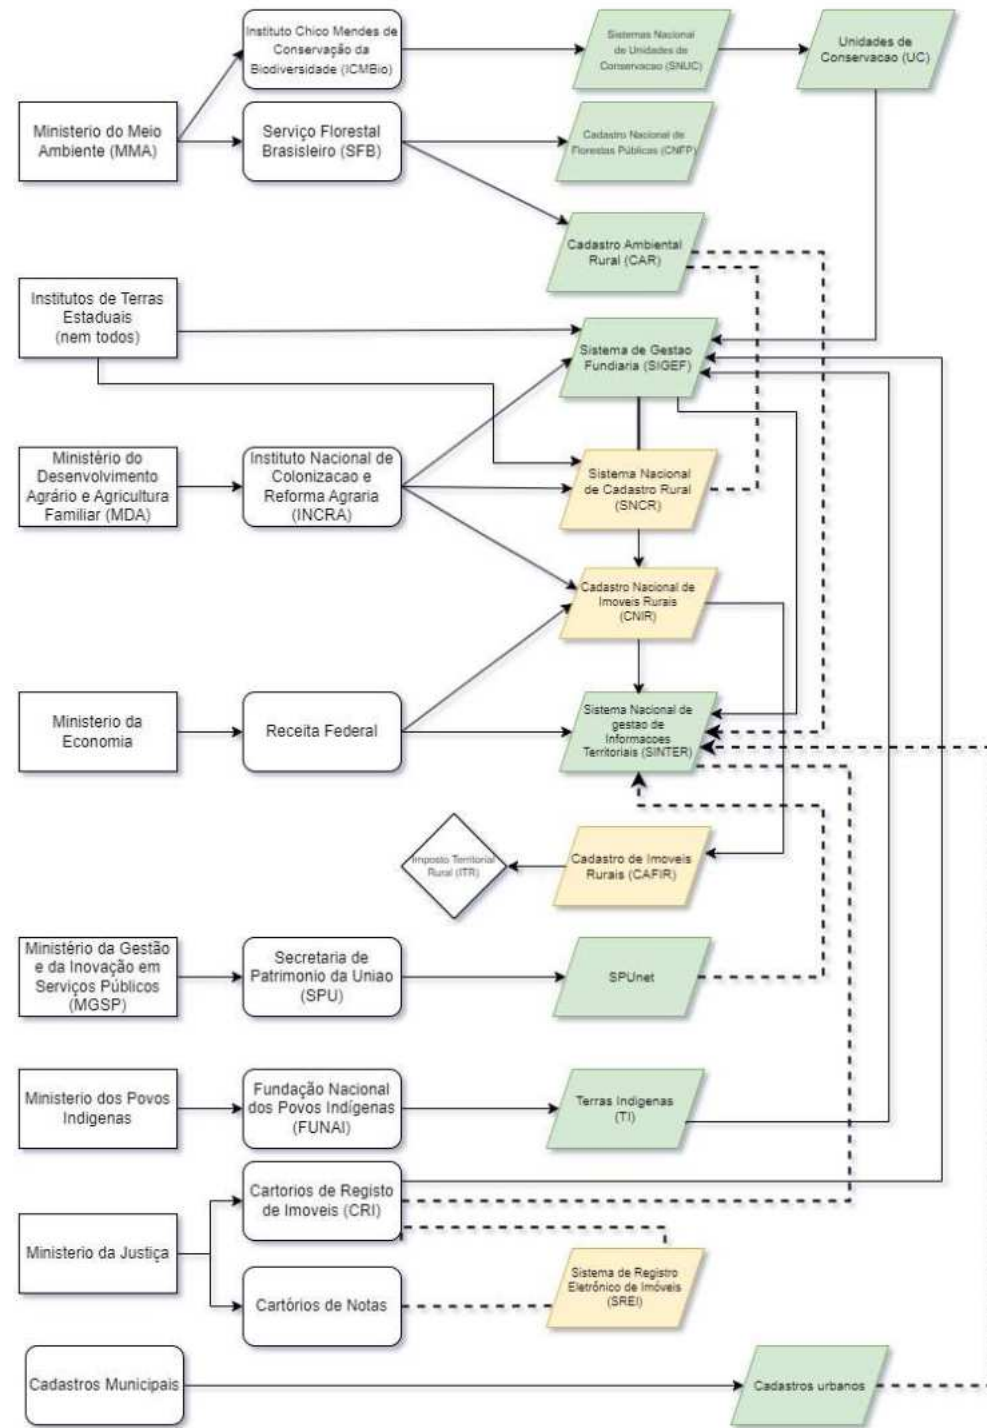 Instituto Chico Mendes de
Conservação da
Biodiversidade (ICMBio)
Sistemas Nacional
de Unidades de
Conservacao (SNUC)
Unidades de
Conservacao (UC)
Ministerio do Meio
Ambiente (MMA)
Serviço Florestal
Brasisleiro (SFB)
Cadastro Nacional de
Florestas Públicas (CNFP)
Cadastro Ambiental
Rural (CAR)
Institutos de Terras
Estaduais
(nem todos)
Sistema de Gestao
Fundiaria (SIGEF)
Ministério do
Desenvolvimento
Agrário e Agricultura
Familiar (MDA)
Instituto Nacional de
Colonizacao e
Reforma Agraria
(INCRA)
Sistema Nacional
de Cadastro Rural
(SNCR)
Cadastro Nacional de
Imoveis Rurais
(CNIR)
Ministerio da
Economia
Receita Federal
Sistema Nacional de
gestao de
Informacoes
Territoriais (SINTER)
Imposto Territorial
Rural (ITR)
Cadastro de Imoveis
Rurais (CAFIR)
Ministério da Gestão
e da Inovação em
Serviços Públicos
(MGSP)
Secretaria de
Patrimonio da Uniao
(SPU)
SPUnet
Ministerio dos Povos
Indigenas
Fundação Nacional
dos Povos Indígenas
(FUNAI)
Terras Indigenas
(TI)
Cartorios de Registo
de Imoveis (CRI)
Ministerio da Justiça
Sistema de Registro
Eletrônico de Imóveis
(SREI)
Cartórios de Notas
Cadastros Municipais
Cadastros urbanos